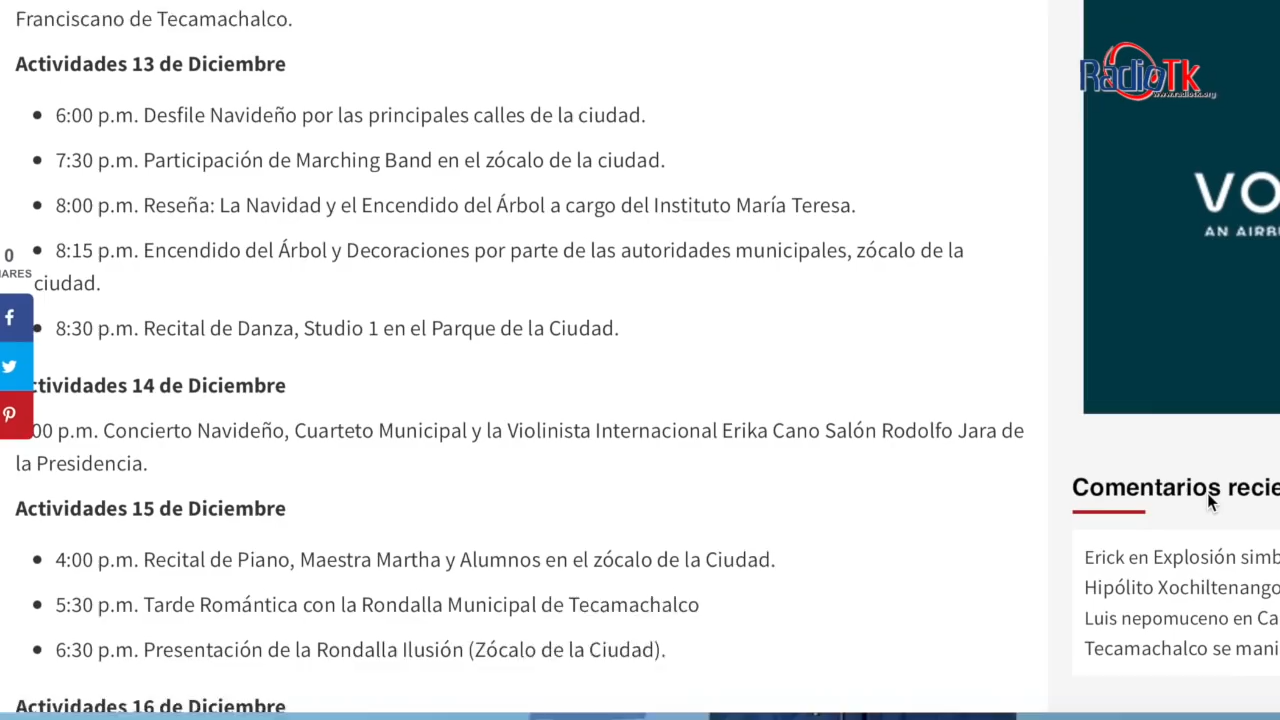 Franciscano de Tecamachalco.
Actividades 13 de Diciembre
6:00 p.m. Desfile Navideño por las principales calles de la ciudad.
7:30 p.m. Participación de Marching Band en el zócalo de la ciudad.
8:00 p.m. Reseña: La Navidad y el Encendido del Árbol a cargo del Instituto María Teresa.
8:15 p.m. Encendido del Árbol y Decoraciones por parte de las autoridades municipales, zócalo de la
ciudad.
8:30 p.m. Recital de Danza, Studio 1 en el Parque de la Ciudad.
ctividades 14 de Diciembre
00 p.m. Concierto Navideño, Cuarteto Municipal y la Violinista Internacional Erika Cano Salón Rodolfo Jara de
la Presidencia.
Actividades 15 de Diciembre
4:00 p.m. Recital de Piano, Maestra Martha y Alumnos en el zócalo de la Ciudad.
5:30 p.m. Tarde Romántica con la Rondalla Municipal de Tecamachalco
6:30 p.m. Presentación de la Rondalla Ilusión (Zócalo de la Ciudad).
Actividades 16 de Diciembre
0
ARES
RadioTk
www.radiotk.org
VO
AN AIRB
Comentarios recie
Erick en Explosión simb
Hipólito Xochiltenango
Luis nepomuceno en Ca
Tecamachalco se mani